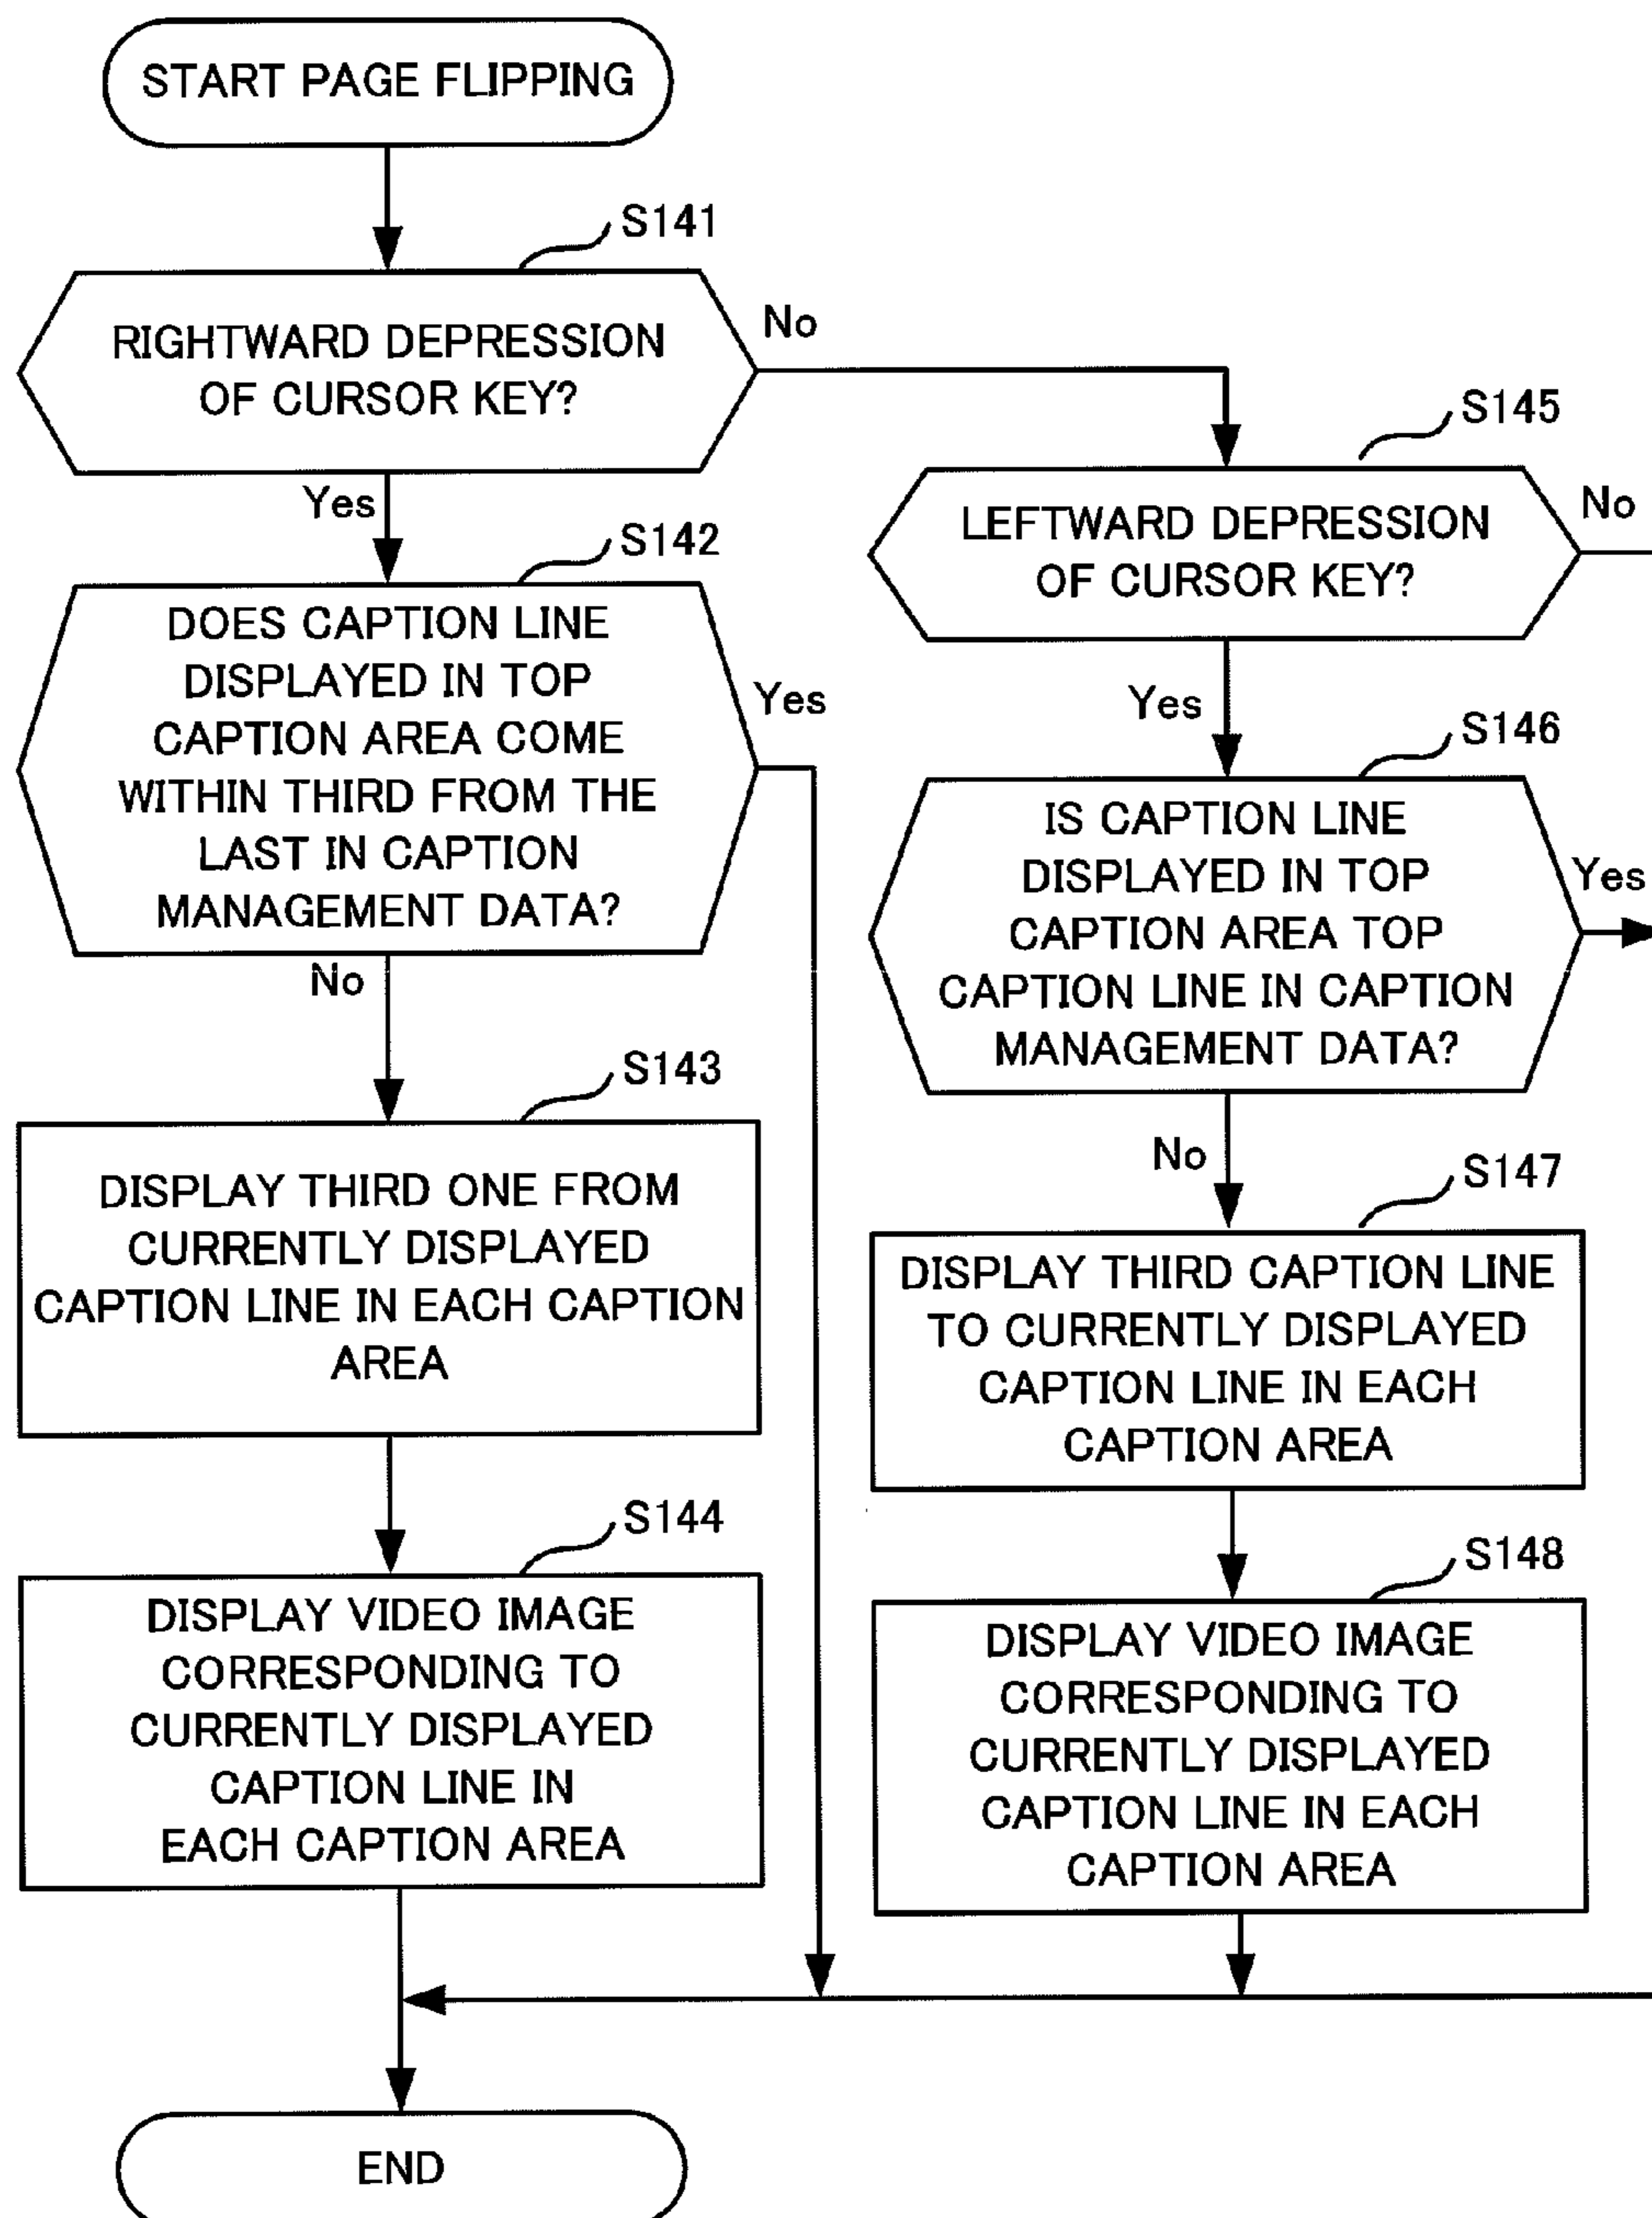 START PAGE FLIPPING
S141
RIGHTWARD DEPRESSION
OF CURSOR KEY?
No
Yes
S142
DOES CAPTION LINE
DISPLAYED IN TOP
CAPTION AREA COME
WITHIN THIRD FROM THE
LAST IN CAPTION
MANAGEMENT DATA?
Yes
No
S143
DISPLAY THIRD ONE FROM
CURRENTLY DISPLAYED
CAPTION LINE IN EACH CAPTION
AREA
S144
DISPLAY VIDEO IMAGE
CORRESPONDING TO
CURRENTLY DISPLAYED
CAPTION LINE IN
EACH CAPTION AREA
S145
LEFTWARD DEPRESSION
OF CURSOR KEY?
No
Yes
S146
IS CAPTION LINE
DISPLAYED IN TOP
CAPTION AREA TOP
CAPTION LINE IN CAPTION
MANAGEMENT DATA?
Yes
No
S147
DISPLAY THIRD CAPTION LINE
TO CURRENTLY DISPLAYED
CAPTION LINE IN EACH
CAPTION AREA
S148
DISPLAY VIDEO IMAGE
CORRESPONDING TO
CURRENTLY DISPLAYED
CAPTION LINE IN EACH
CAPTION AREA
END